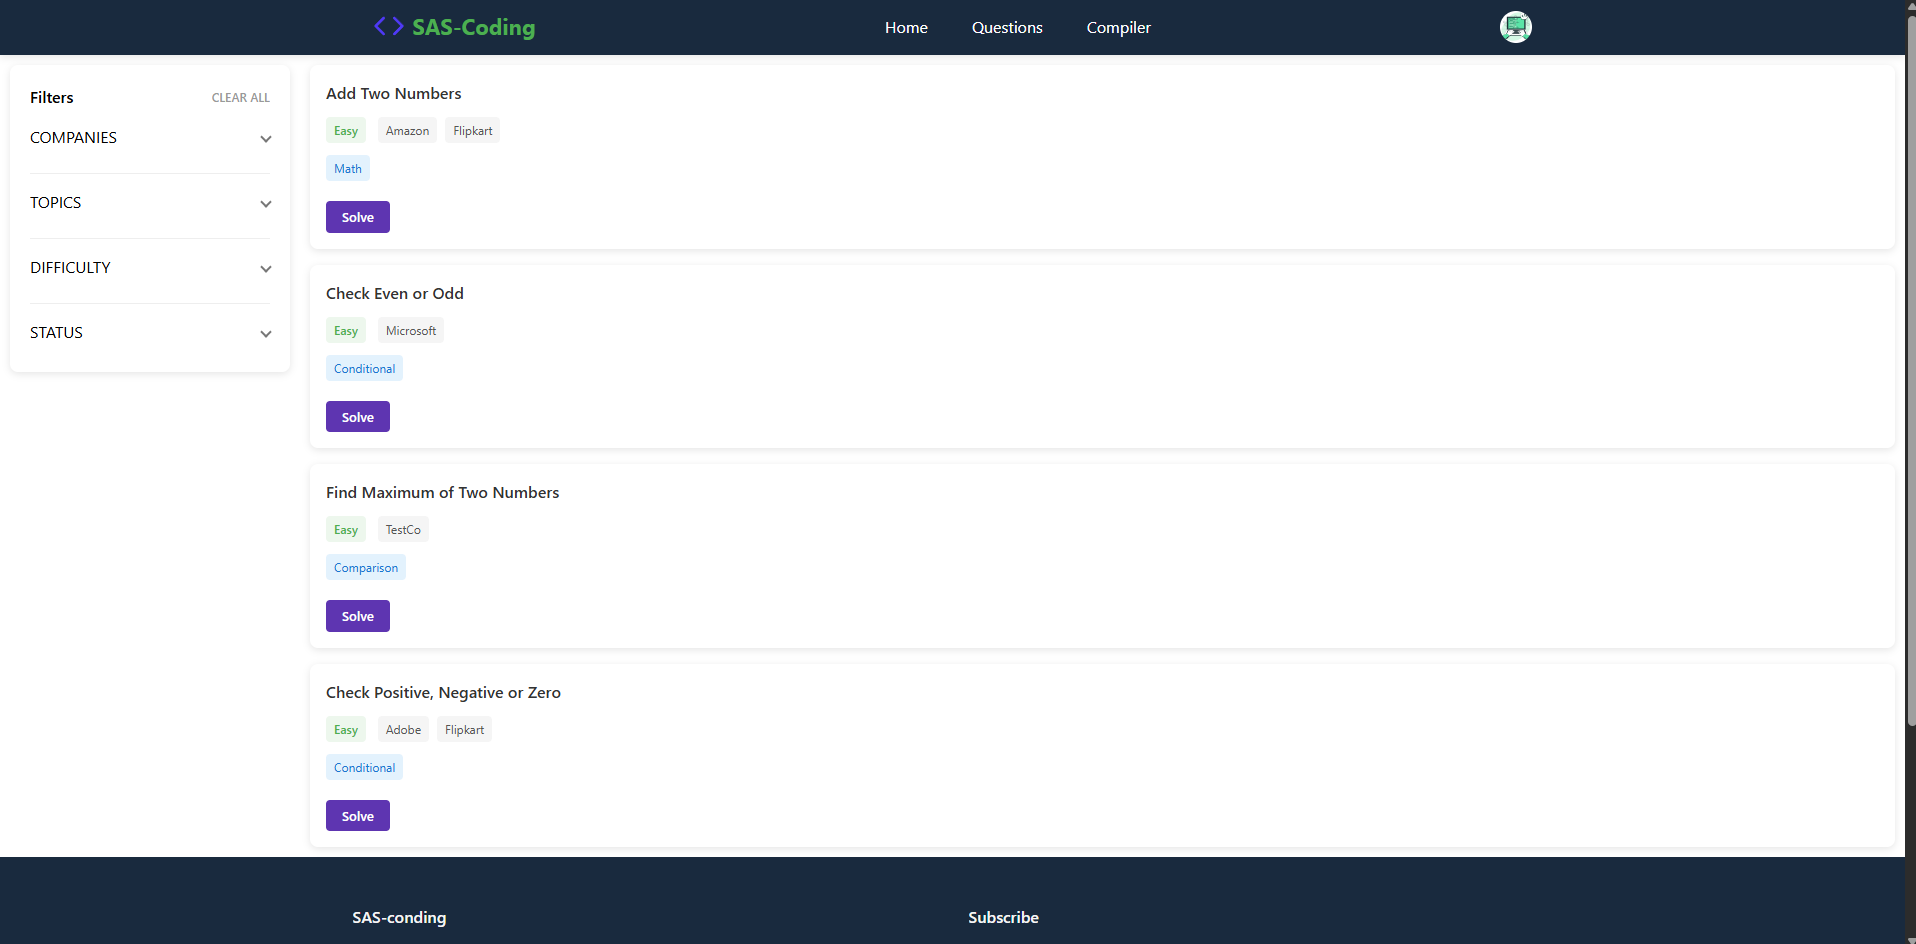 SAS-Coding
Home Questions Compiler
Filters CLEAR ALL
COMPANIES
TOPICS
DIFFICULTY
STATUS
Add Two Numbers
Easy Amazon Flipkart
Math
Solve
Check Even or Odd
Easy Microsoft
Conditional
Solve
Find Maximum of Two Numbers
Easy TestCo
Comparison
Solve
Check Positive, Negative or Zero
Easy Adobe Flipkart
Conditional
Solve
SAS-conding Subscribe